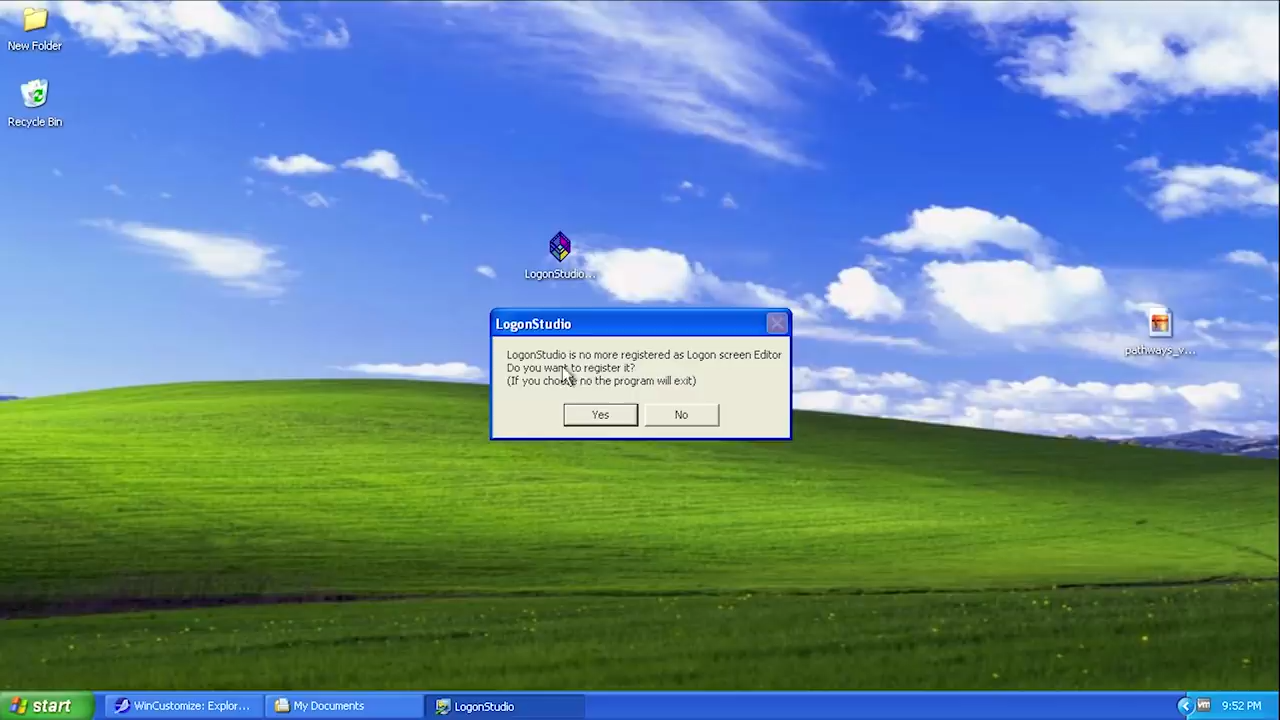 New Folder
Recycle Bin
LogonStudio...
pathways_v...
LogonStudio
LogonStudio is no more registered as Logon screen Editor
Do you want to register it?
(If you choose no the program will exit)
Yes
No
start
WinCustomize: Explor...
My Documents
LogonStudio
vm
9:52 PM